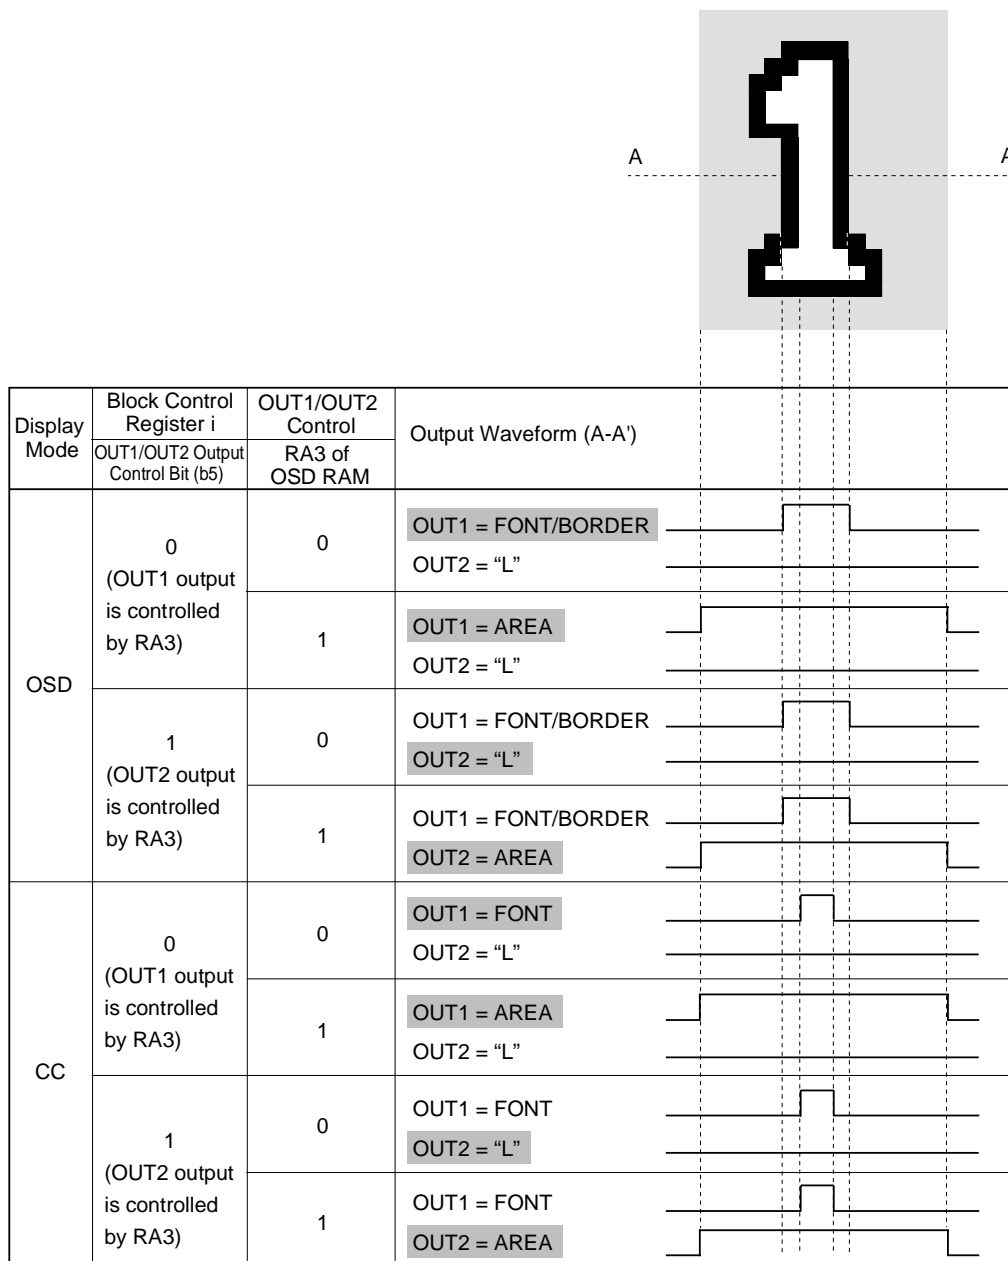 A
A
Display
Mode
Block Control
Register i
OUT1/OUT2 Output
Control Bit (b5)
OUT1/OUT2
Control
RA3 of
OSD RAM
Output Waveform (A-A')
OSD
0
(OUT1 output
is controlled
by RA3)
0
OUT1 = FONT/BORDER
OUT2 = “L”
1
OUT1 = AREA
OUT2 = “L”
1
(OUT2 output
is controlled
by RA3)
0
OUT1 = FONT/BORDER
OUT2 = “L”
1
OUT1 = FONT/BORDER
OUT2 = AREA
CC
0
(OUT1 output
is controlled
by RA3)
0
OUT1 = FONT
OUT2 = “L”
1
OUT1 = AREA
OUT2 = “L”
1
(OUT2 output
is controlled
by RA3)
0
OUT1 = FONT
OUT2 = “L”
1
OUT1 = FONT
OUT2 = AREA